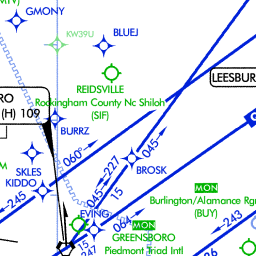 GMONY
KW39U
BLUEJ
REIDSVILLE
Rockingham County Nc Shiloh
(SIF)
LEESBUR
RO
(H) 109
BURRZ
060°
227
045
SKLES
KIDDO
BROSK
245
045
15
MON
Burlington/Alamance Rg
(BUY)
EVING
064
MON
GREENSBORO
Piedmont Triad Intl
243
226
15
247